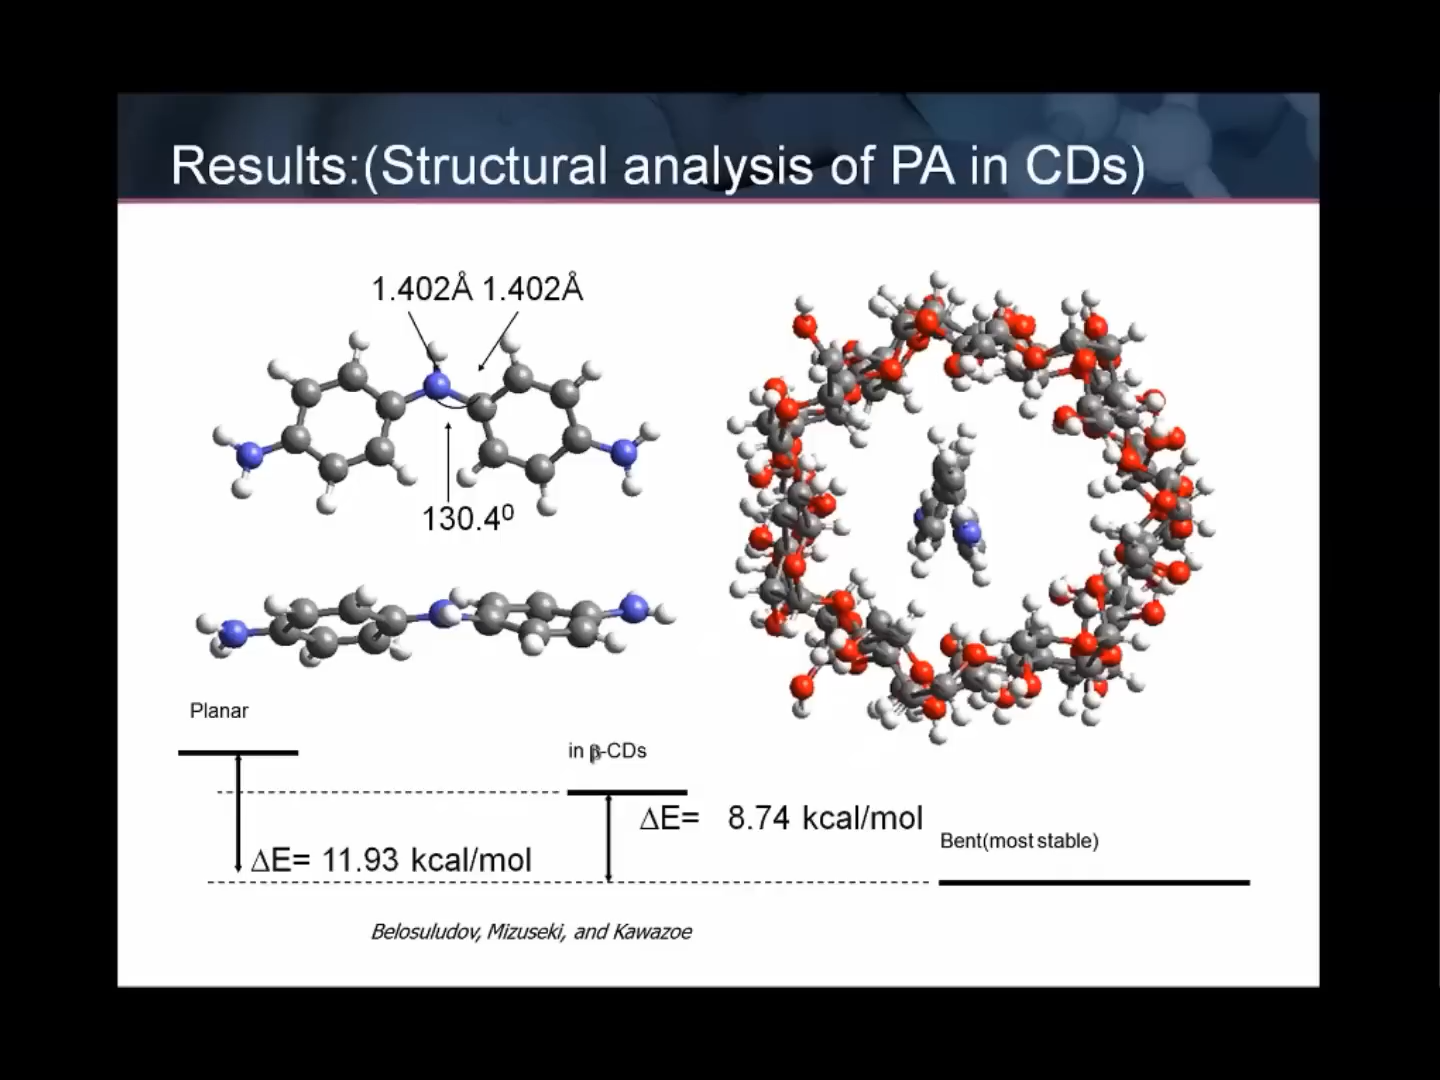 Results:(Structural analysis of PA in CDs)
1.402Å 1.402Å
130.4⁰
Planar
in β-CDs
ΔE= 8.74 kcal/mol
Bent(most stable)
ΔE= 11.93 kcal/mol
Belosuludov, Mizuseki, and Kawazoe